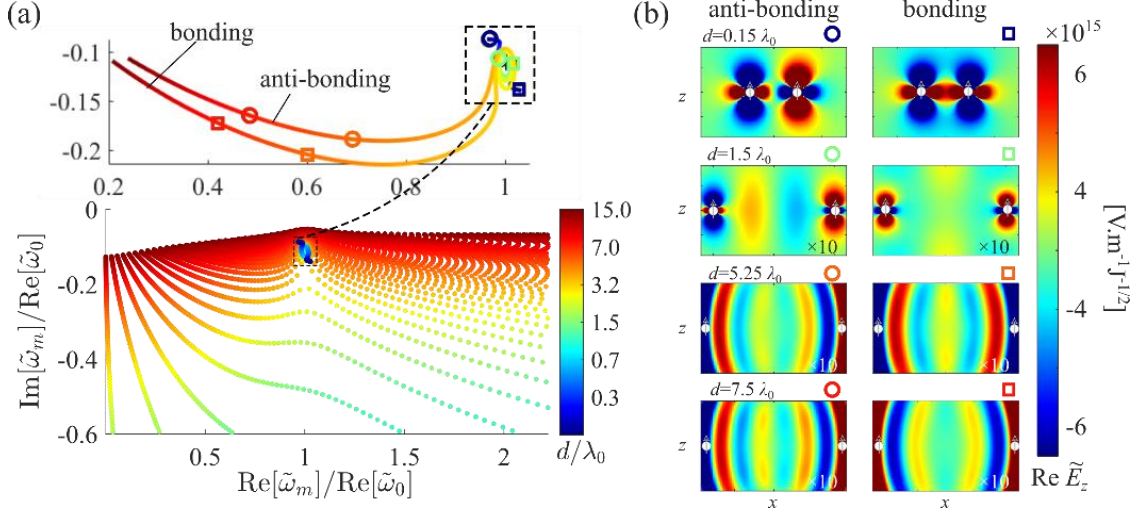 (a)
bonding
anti-bonding
-0.1
-0.15
-0.2
0.2
0.4
0.6
0.8
1
0
-0.2
-0.4
-0.6
Im[ω̃ₘ]/Re[ω̃₀]
0.5
1
1.5
2
Re[ω̃ₘ]/Re[ω̃₀]
15.0
7.0
3.0
1.5
0.7
0.3
d/λ₀
(b)
anti-bonding
bonding
d=0.15 λ₀
z
d=1.5 λ₀
z
×10
×10
d=5.25 λ₀
z
×10
×10
d=7.5 λ₀
z
×10
×10
x
x
×10¹⁵
6
4
-4
-6
[V.m⁻¹J⁻¹/²]
Re Ẽz